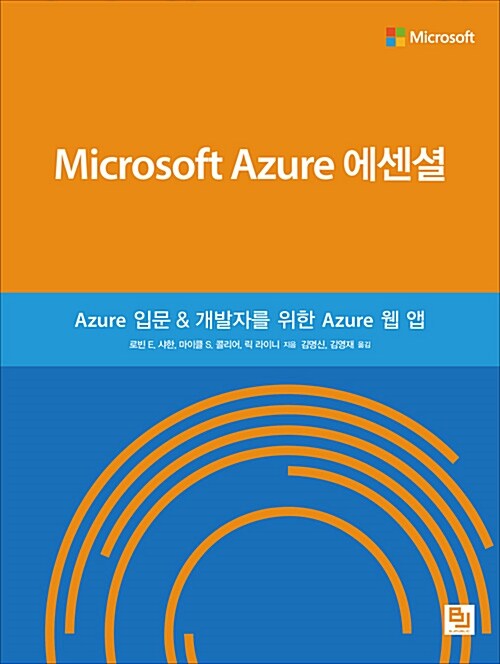 Microsoft
Microsoft Azure 에센셜
Azure 입문 & 개발자를 위한 Azure 웹 앱
로빈 E. 샤한, 마이클 S. 콜리어, 릭 라이니 지음 김명신, 김영재 옮김
BJ